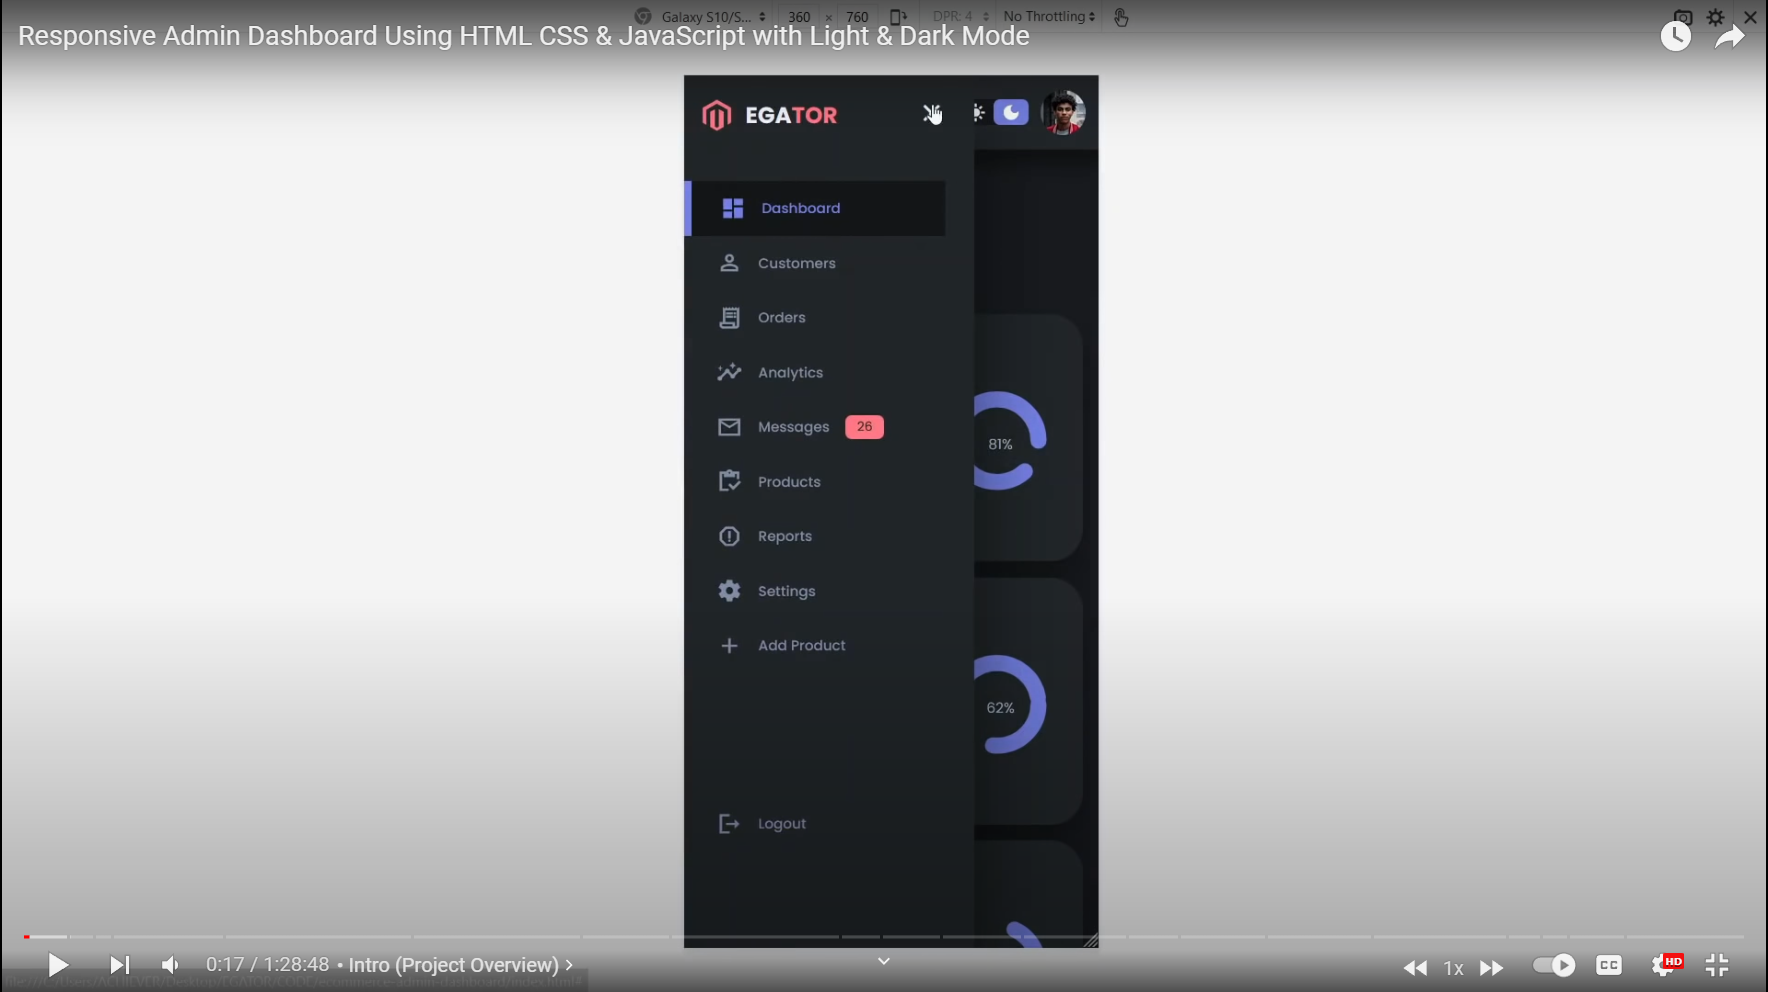 Galaxy S10/S... 360 × 760 DPR: 4 No Throttling
Responsive Admin Dashboard Using HTML CSS & JavaScript with Light & Dark Mode
EGATOR
Dashboard
Customers
Orders
Analytics
Messages 26
Products
Reports
Settings
Add Product
Logout
81%
62%
0:17 / 1:28:48 • Intro (Project Overview) >
1x
CC
HD